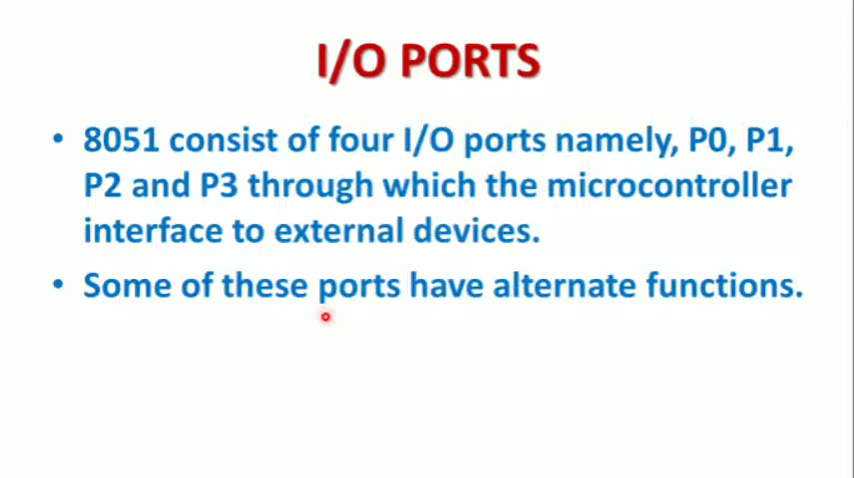 I/O PORTS
• 8051 consist of four I/O ports namely, P0, P1,
P2 and P3 through which the microcontroller
interface to external devices.
• Some of these ports have alternate functions.